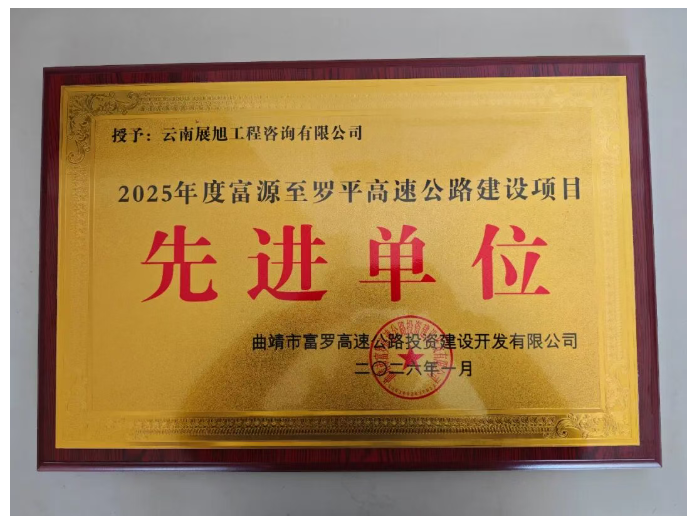 授予：云南展旭工程咨询有限公司
2025年度富源至罗平高速公路建设项目
先进单位
曲靖市富罗高速公路投资建设开发有限公司
二〇二六年一月